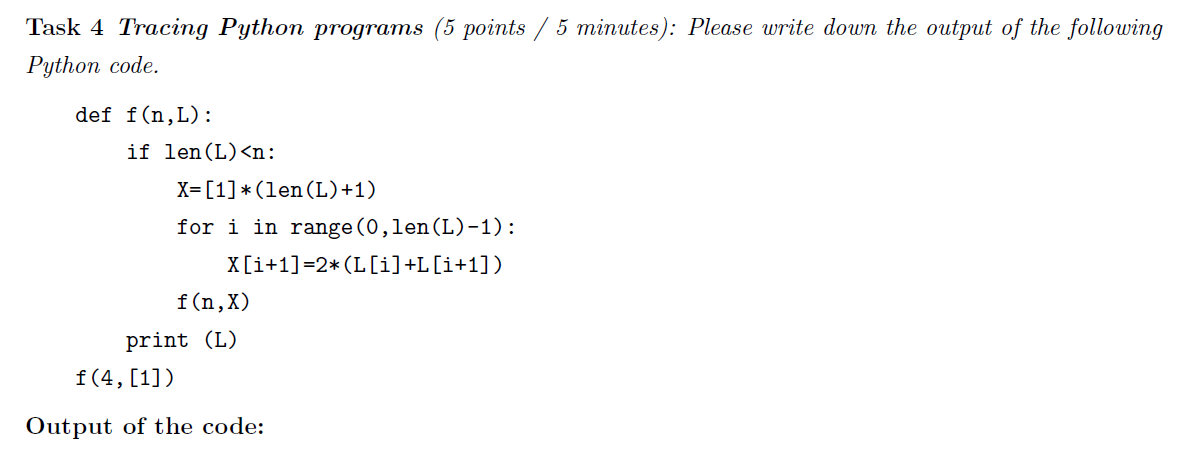 Task 4 Tracing Python programs (5 points / 5 minutes): Please write down the output of the following
Python code.
def f(n,L):
    if len(L)<n:
        X=[1]*(len(L)+1)
        for i in range(0,len(L)-1):
            X[i+1]=2*(L[i]+L[i+1])
        f(n,X)
    print (L)
f(4,[1])
Output of the code: